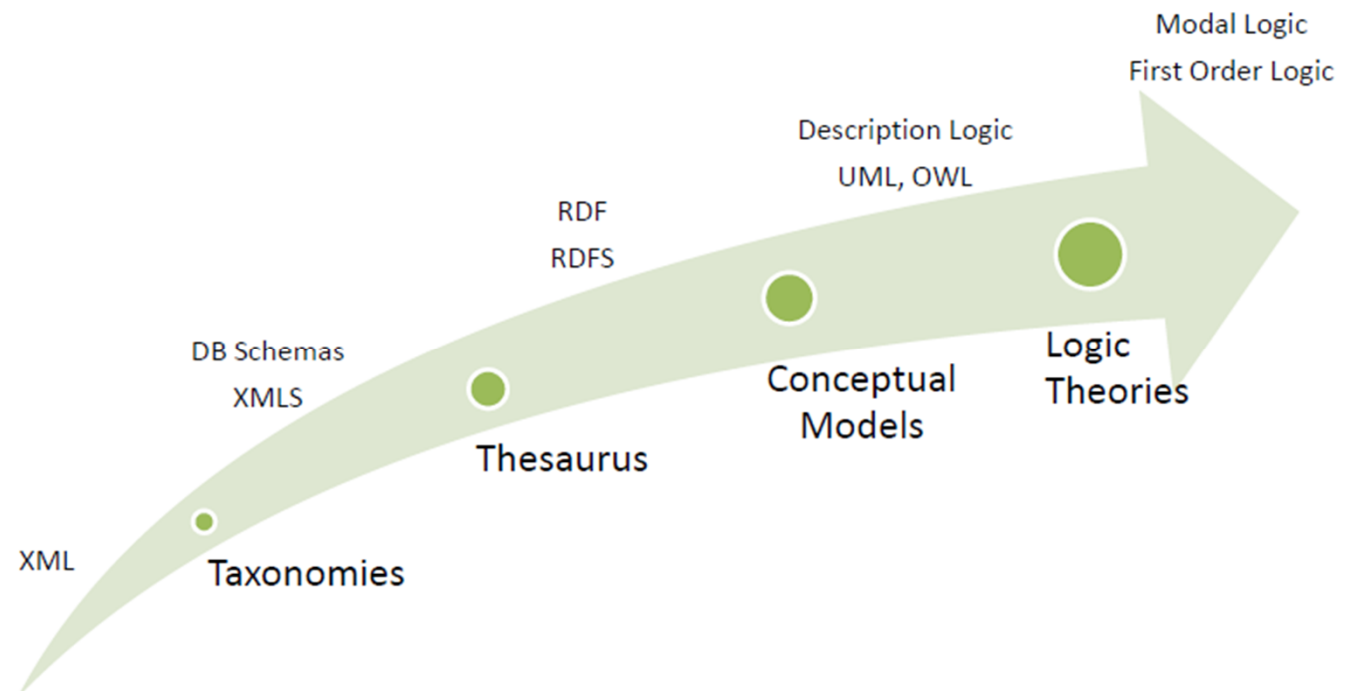 Modal Logic
First Order Logic
Description Logic
UML, OWL
RDF
RDFS
DB Schemas
XMLS
XML
Taxonomies
Thesaurus
Conceptual
Models
Logic
Theories